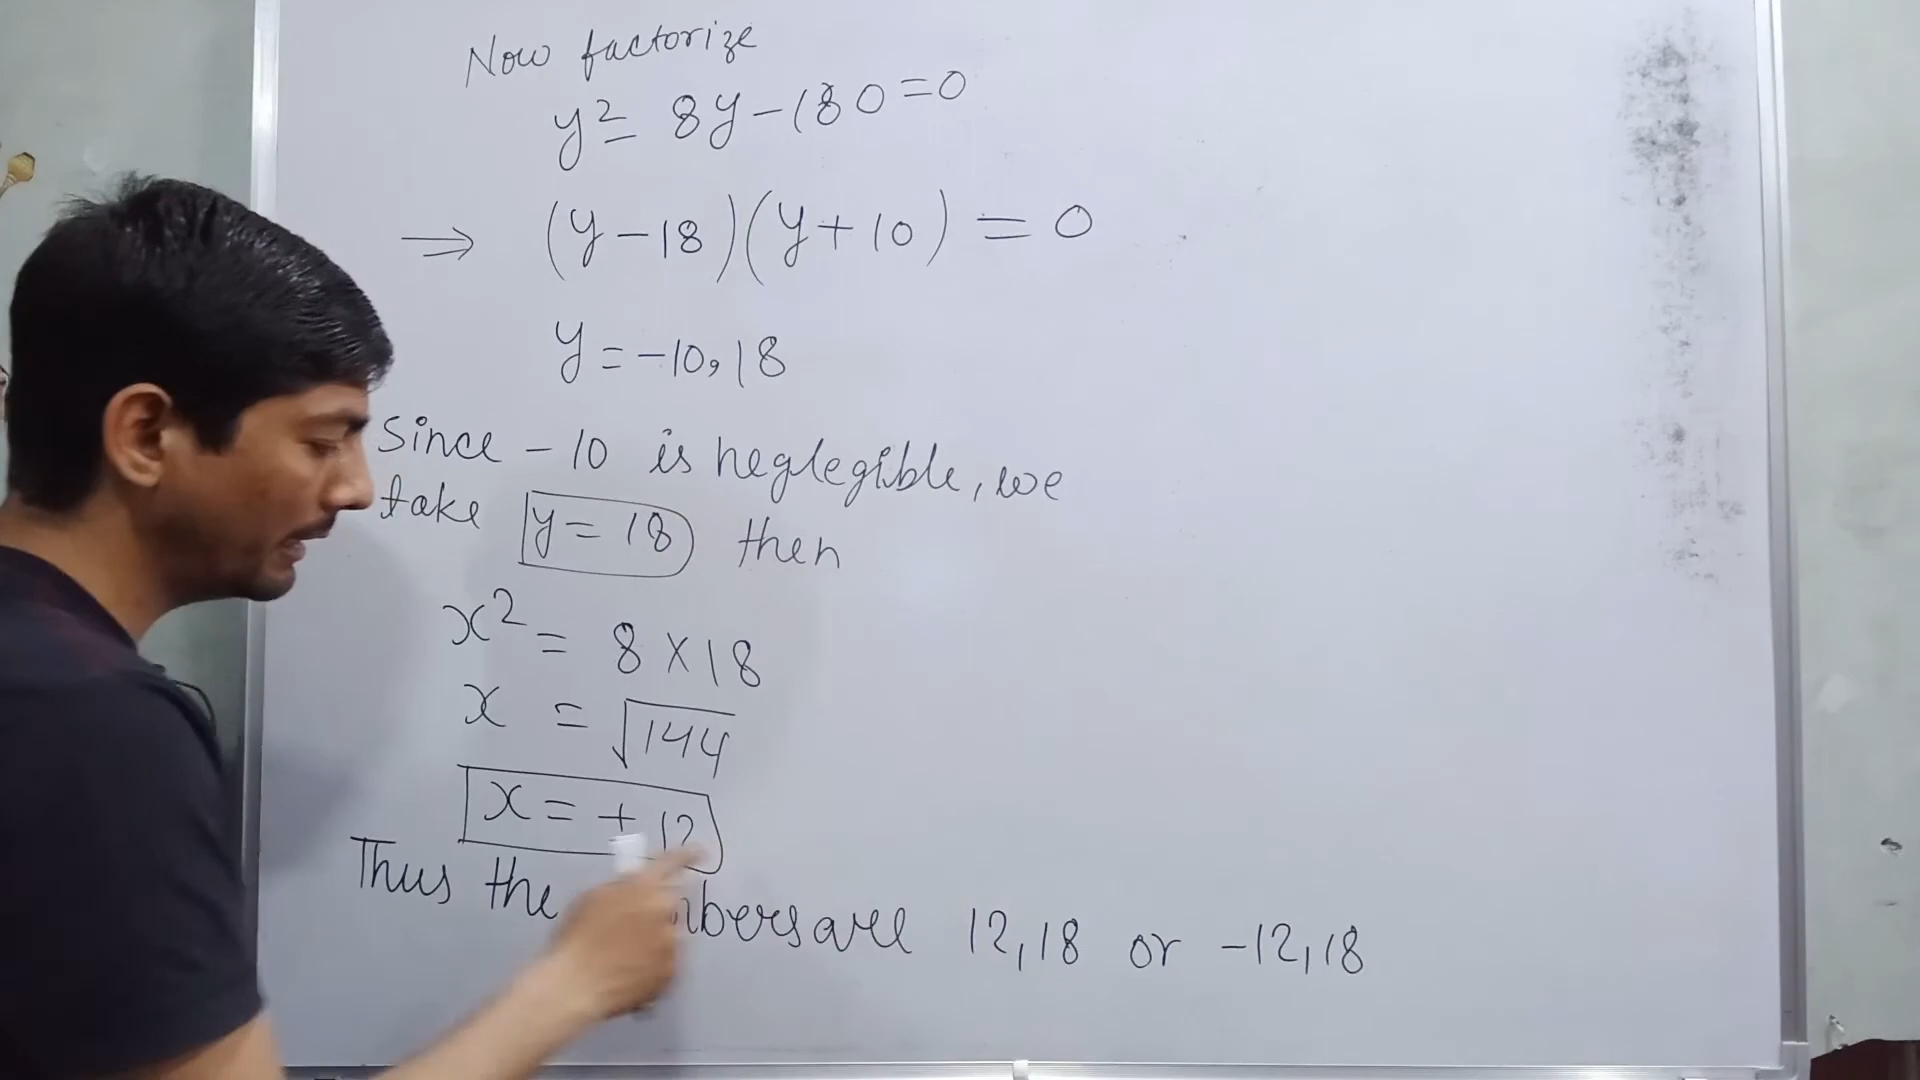 Now factorize
y² - 8y - 180 = 0
⇒ (y - 18)(y + 10) = 0
y = -10, 18
Since -10 is neglegible, we
take y = 18 then
x² = 8 × 18
x = √144
x = + 12
Thus the are 12, 18 or -12, 18